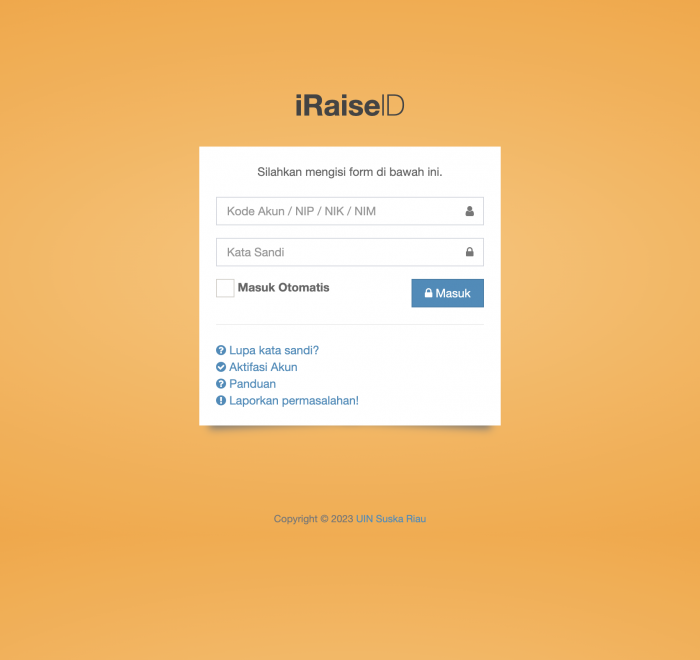 iRaiseID
Silahkan mengisi form di bawah ini.
Kode Akun / NIP / NIK / NIM
Kata Sandi
Masuk Otomatis
Masuk
Lupa kata sandi?
Aktifasi Akun
Panduan
Laporkan permasalahan!
Copyright © 2023 UIN Suska Riau